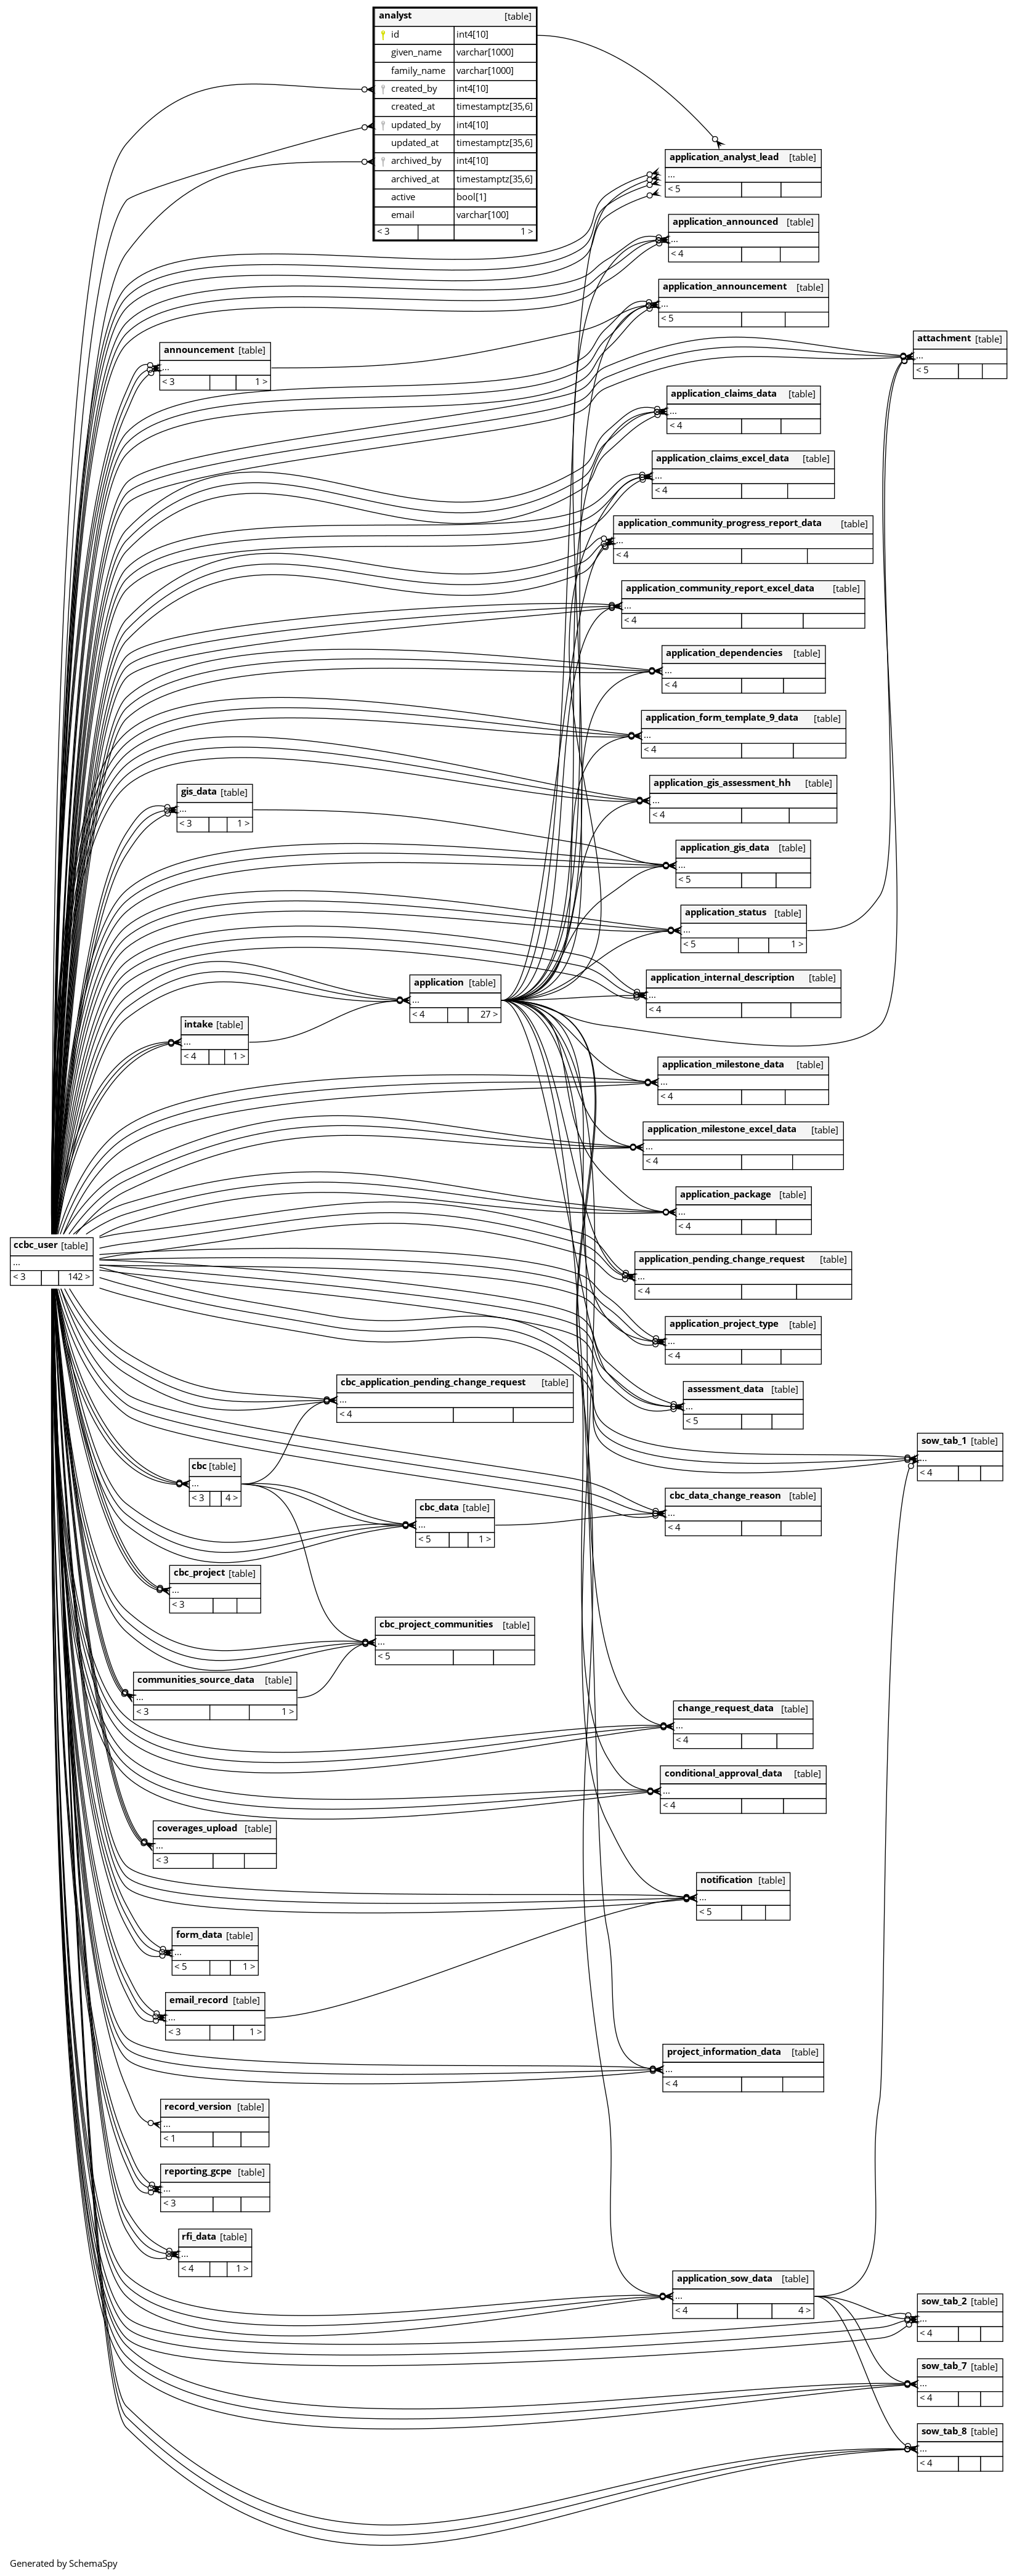 analyst [table]
id int4[10]
given_name varchar[1000]
family_name varchar[1000]
created_by int4[10]
created_at timestamptz[35,6]
updated_by int4[10]
updated_at timestamptz[35,6]
archived_by int4[10]
archived_at timestamptz[35,6]
active bool[1]
email varchar[100]
< 3 1 >
application_analyst_lead [table]
...
< 5
application_announced [table]
...
< 4
application_announcement [table]
...
< 5
announcement [table]
...
< 3 1 >
attachment [table]
...
< 5
application_claims_data [table]
...
< 4
application_claims_excel_data [table]
...
< 4
application_community_progress_report_data [table]
...
< 4
application_community_report_excel_data [table]
...
< 4
application_dependencies [table]
...
< 4
application_form_template_9_data [table]
...
< 4
application_gis_assessment_hh [table]
...
< 4
gis_data [table]
...
< 3 1 >
application_gis_data [table]
...
< 5
application_status [table]
...
< 5 1 >
application_internal_description [table]
...
< 4
application [table]
...
< 4 27 >
intake [table]
...
< 4 1 >
application_milestone_data [table]
...
< 4
application_milestone_excel_data [table]
...
< 4
application_package [table]
...
< 4
ccbc_user [table]
...
< 3 142 >
application_pending_change_request [table]
...
< 4
application_project_type [table]
...
< 4
cbc_application_pending_change_request [table]
...
< 4
assessment_data [table]
...
< 5
sow_tab_1 [table]
...
< 4
cbc [table]
...
< 3 4 >
cbc_data_change_reason [table]
...
< 4
cbc_data [table]
...
< 5 1 >
cbc_project [table]
...
< 3
cbc_project_communities [table]
...
< 5
communities_source_data [table]
...
< 3 1 >
change_request_data [table]
...
< 4
conditional_approval_data [table]
...
< 4
coverages_upload [table]
...
< 3
notification [table]
...
< 5
form_data [table]
...
< 5 1 >
email_record [table]
...
< 3 1 >
project_information_data [table]
...
< 4
record_version [table]
...
< 1
reporting_gcpe [table]
...
< 3
rfi_data [table]
...
< 4 1 >
application_sow_data [table]
...
< 4 4 >
sow_tab_2 [table]
...
< 4
sow_tab_7 [table]
...
< 4
sow_tab_8 [table]
...
< 4
Generated by SchemaSpy